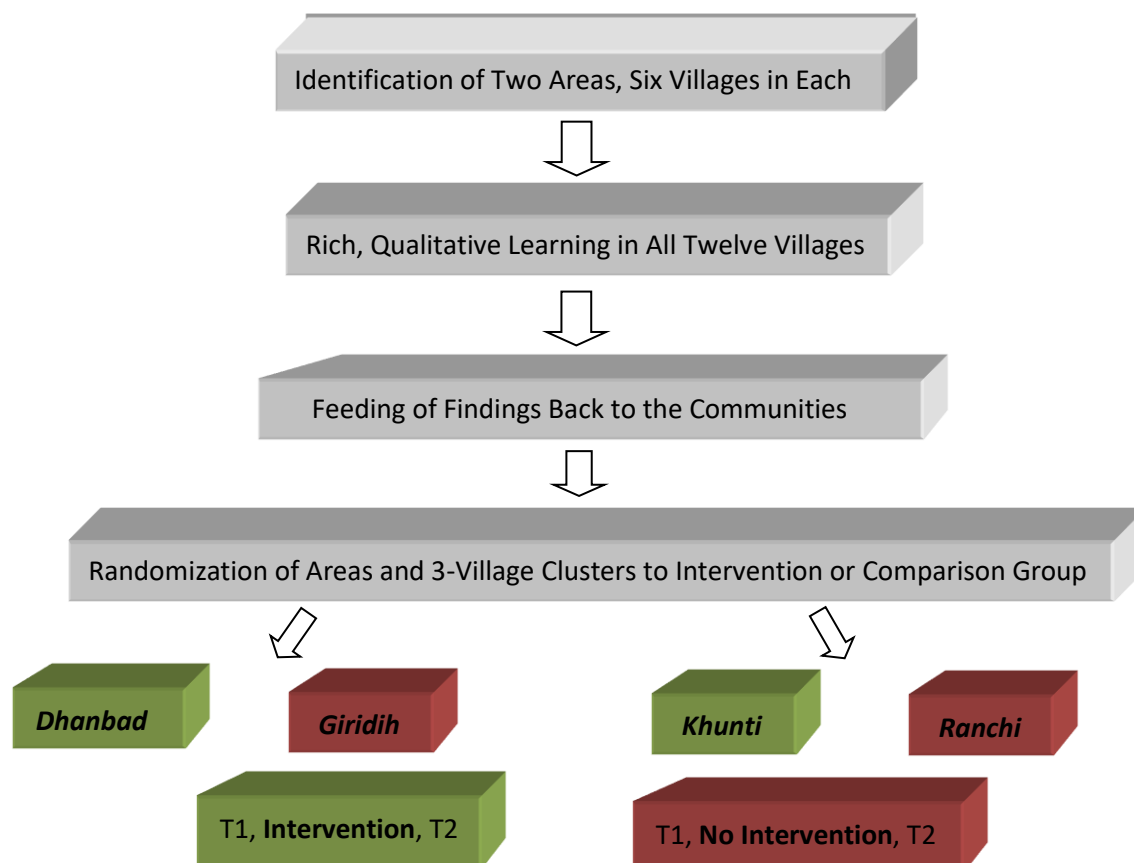 Identification of Two Areas, Six Villages in Each
Rich, Qualitative Learning in All Twelve Villages
Feeding of Findings Back to the Communities
Randomization of Areas and 3-Village Clusters to Intervention or Comparison Group
Dhanbad
Giridih
Khunti
Ranchi
T1, Intervention, T2
T1, No Intervention, T2